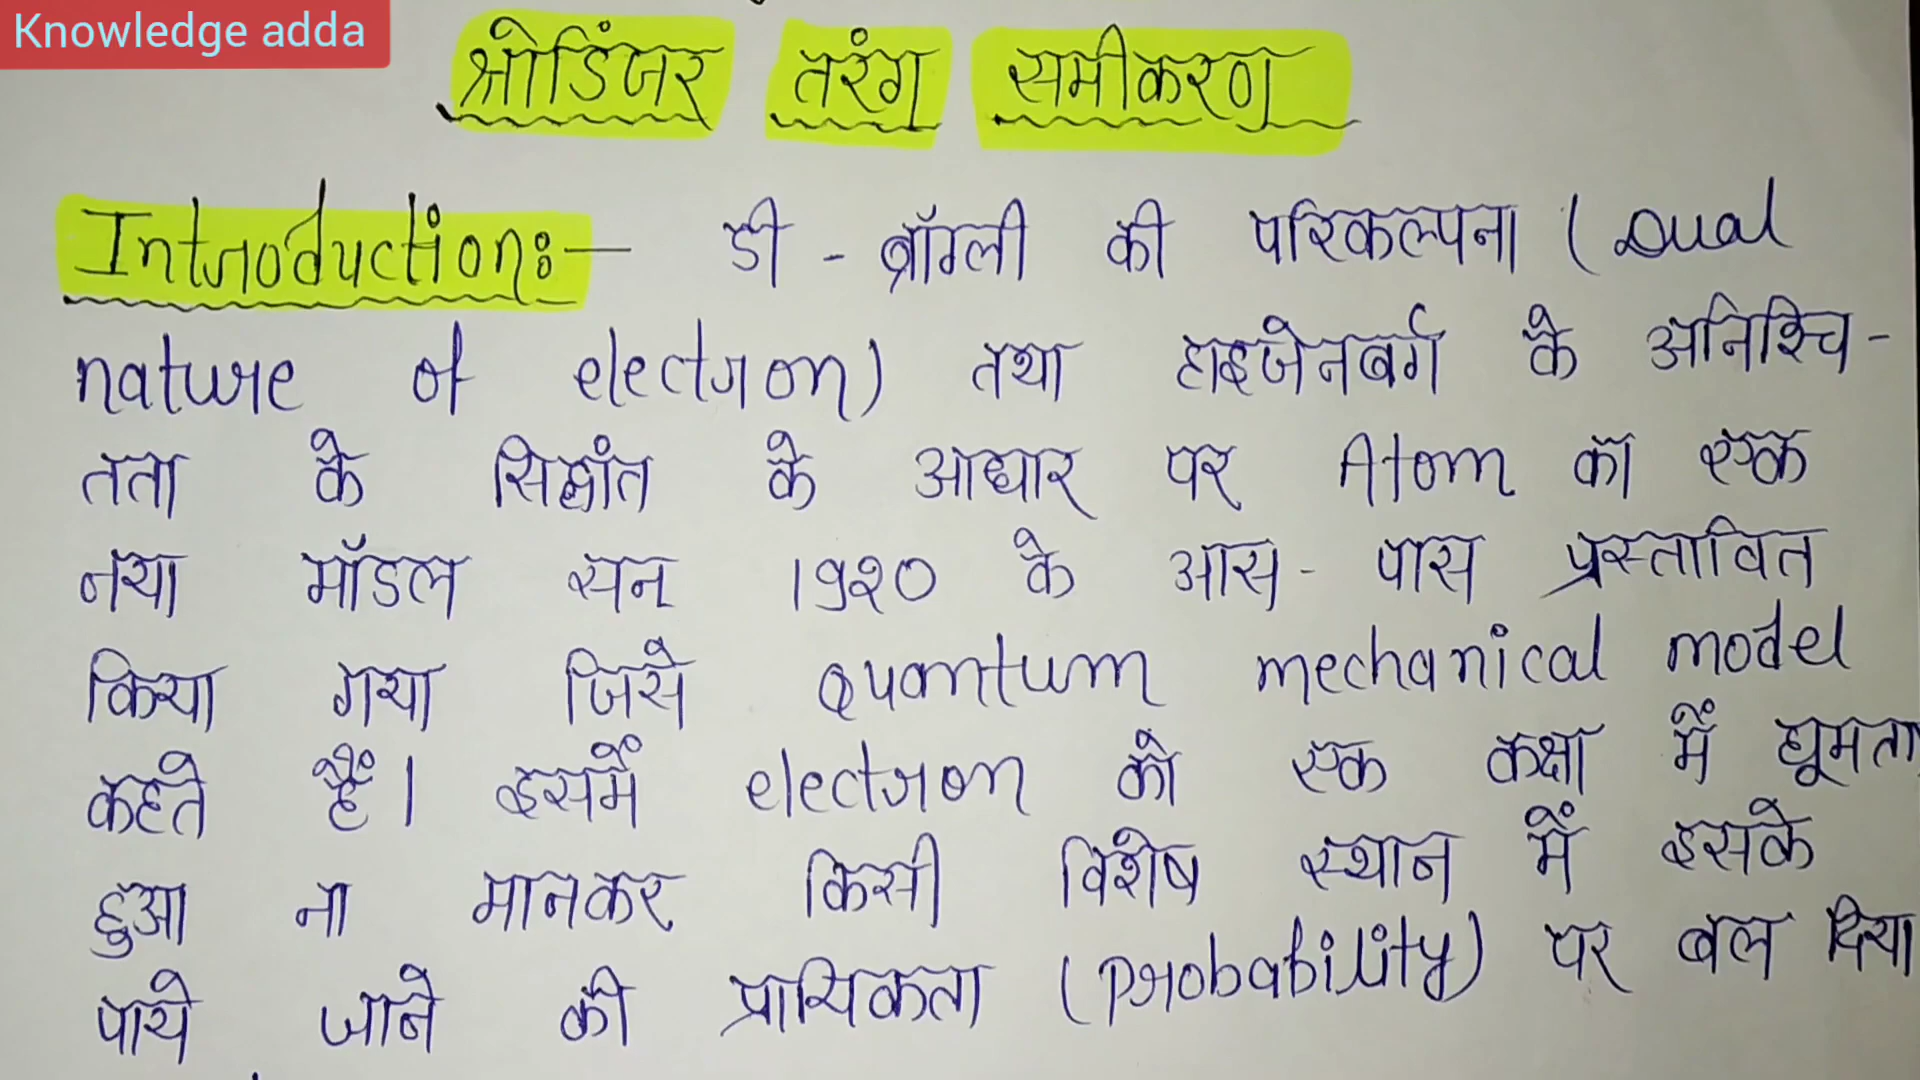 Knowledge adda
श्रोडिंजर तरंग समीकरण
Introduction:— डी - ब्रॉग्ली की परिकल्पना ( Dual
nature of electron) तथा हाइजेनबर्ग के अनिश्चि-
तता के सिद्धांत के आधार पर Atom का एक
नया मॉडल सन् 1920 के आस - पास प्रस्तावित
किया गया जिसे Quantum mechanical model
कहते हैं। इसमें electron को एक कक्षा में घूमता
हुआ ना मानकर किसी विशेष स्थान में इसके
पाये जाने की प्रायिकता (Probability) पर बल दिया